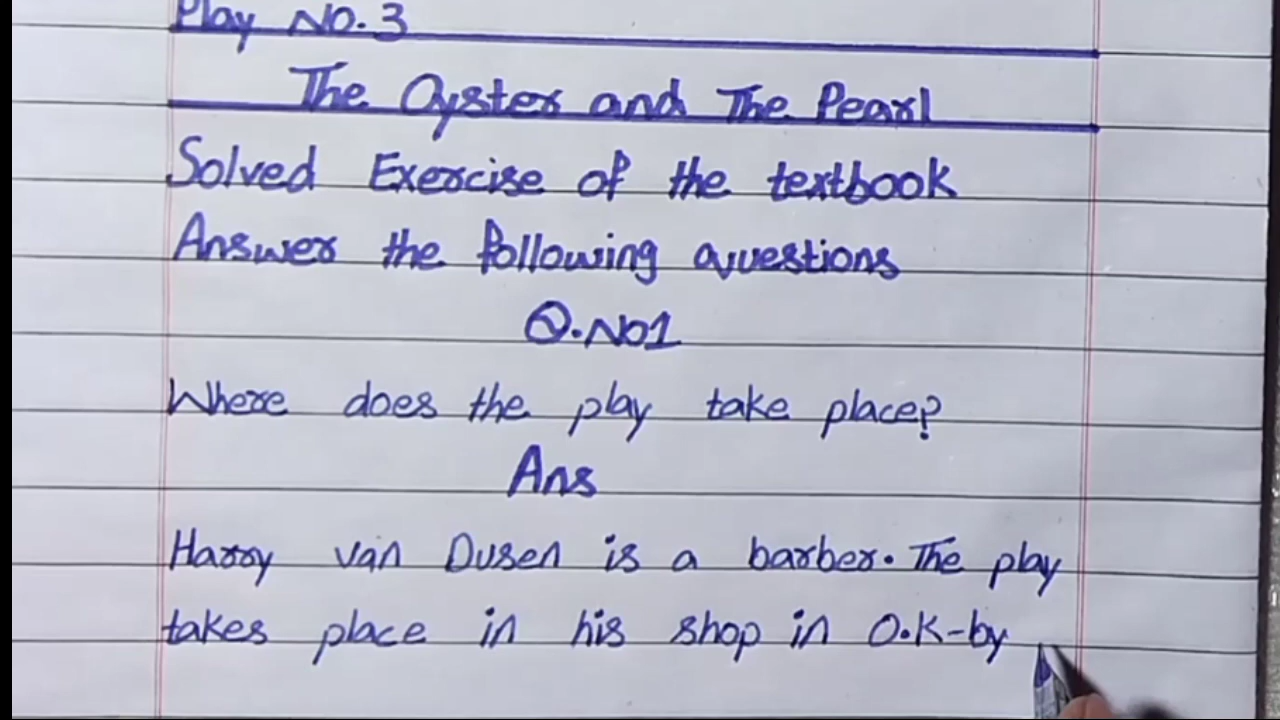 Play No.3
The Oyster and The Pearl
Solved Exercise of the textbook
Answer the following questions
Q.No1
Where does the play take place?
Ans
Harry van Dusen is a barber. The play
takes place in his shop in O.K-by